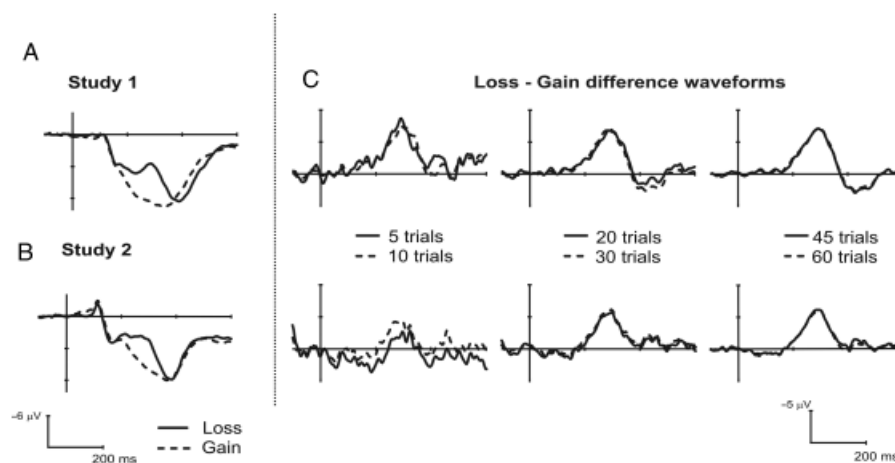 A
Study 1
C
Loss - Gain difference waveforms
5 trials
10 trials
20 trials
30 trials
45 trials
60 trials
B
Study 2
–6 μV
200 ms
Loss
Gain
–5 μV
200 ms